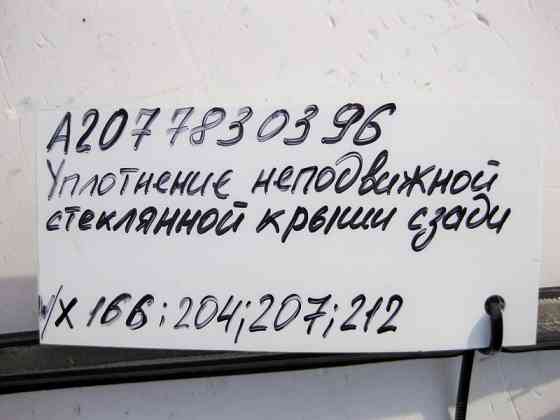 A2077830396
Уплотнение неподвижной
стеклянной крыши сзади
W/X 166;204;207;212